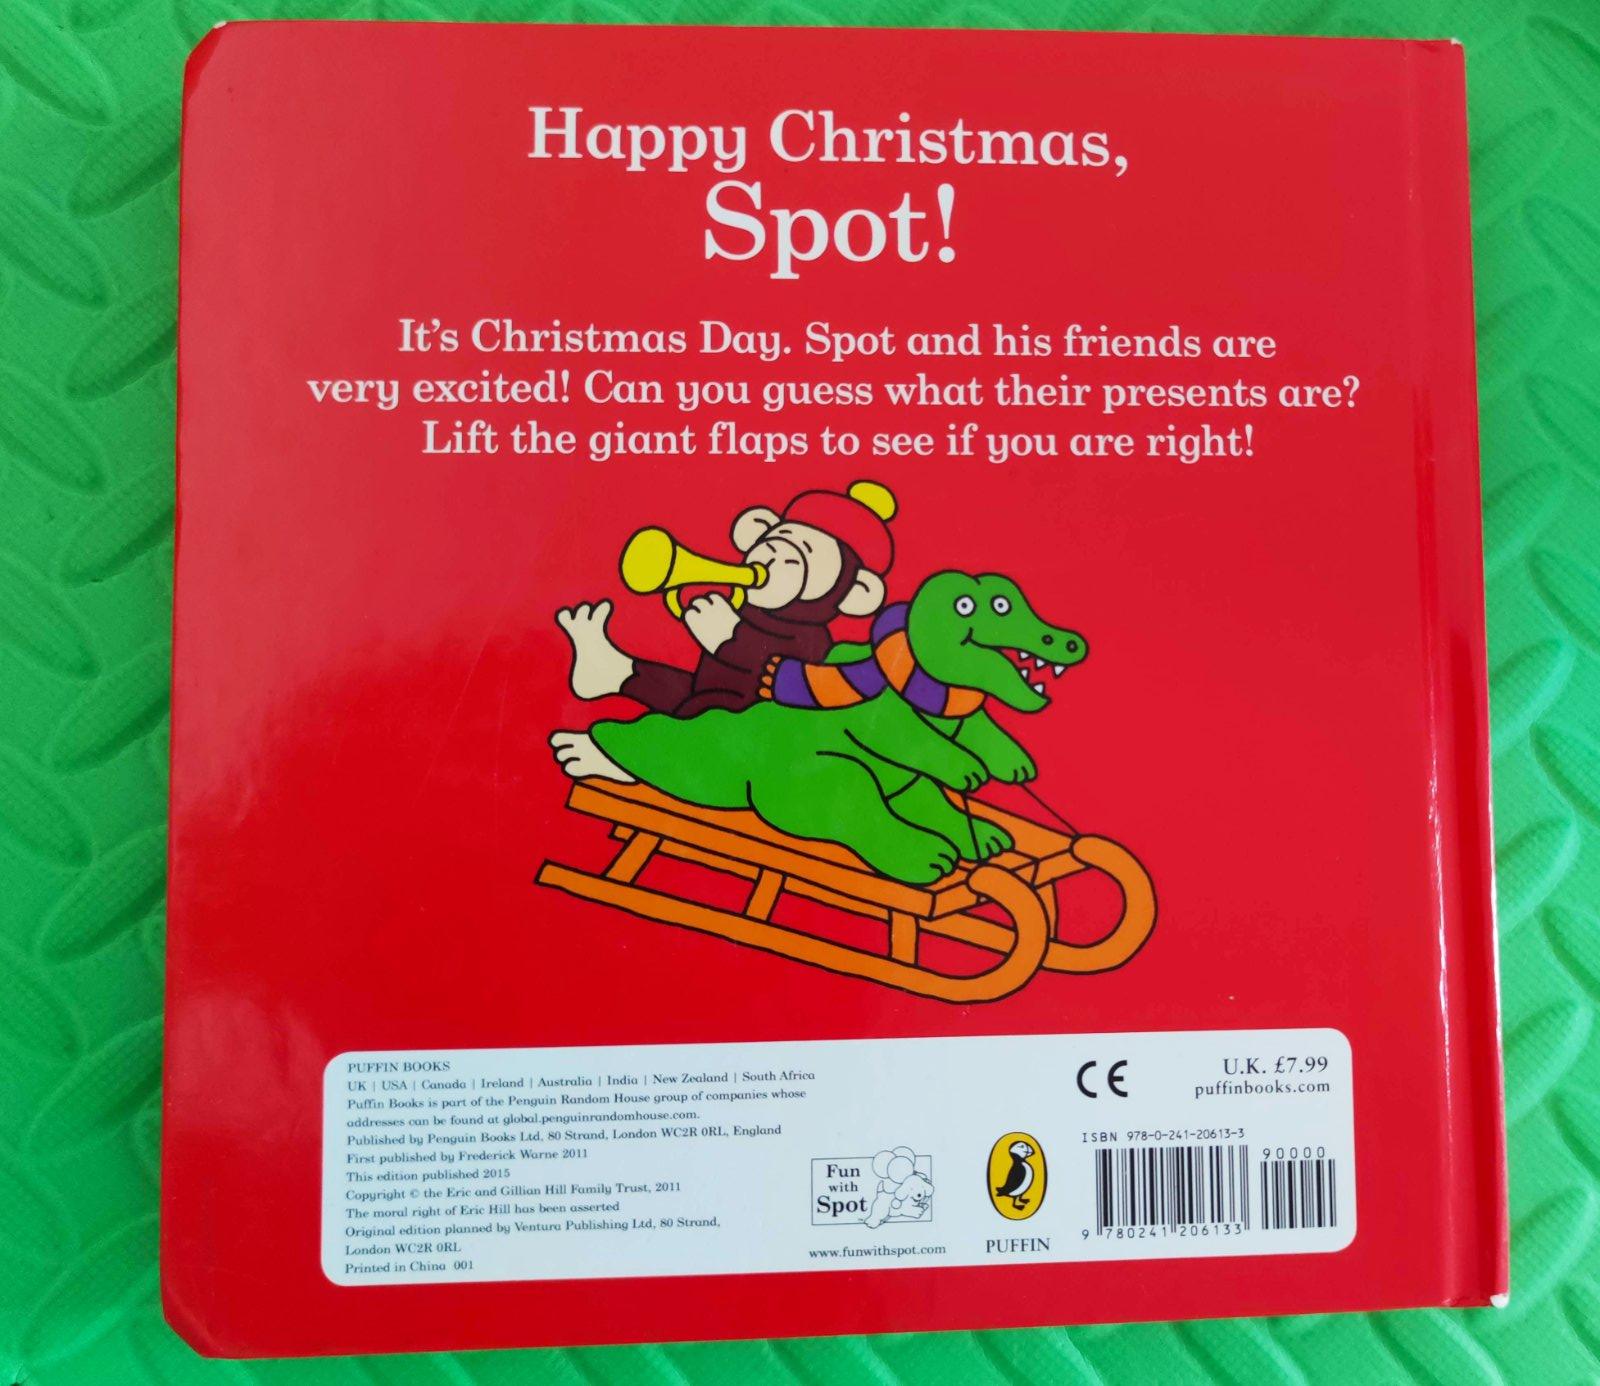 Happy Christmas,
Spot!
It's Christmas Day. Spot and his friends are
very excited! Can you guess what their presents are?
Lift the giant flaps to see if you are right!
PUFFIN BOOKS
UK | USA | Canada | Ireland | Australia | India | New Zealand | South Africa
Puffin Books is part of the Penguin Random House group of companies whose
addresses can be found at global.penguinrandomhouse.com.
Published by Penguin Books Ltd, 80 Strand, London WC2R 0RL, England
First published by Frederick Warne 2011
This edition published 2015
Copyright © the Eric and Gillian Hill Family Trust, 2011
The moral right of Eric Hill has been asserted
Original edition planned by Ventura Publishing Ltd, 80 Strand,
London WC2R 0RL
Printed in China 001
Fun
with
Spot
www.funwithspot.com
PUFFIN
CE
U.K. £7.99
puffinbooks.com
ISBN 978-0-241-20613-3
90000
9 780241 206133